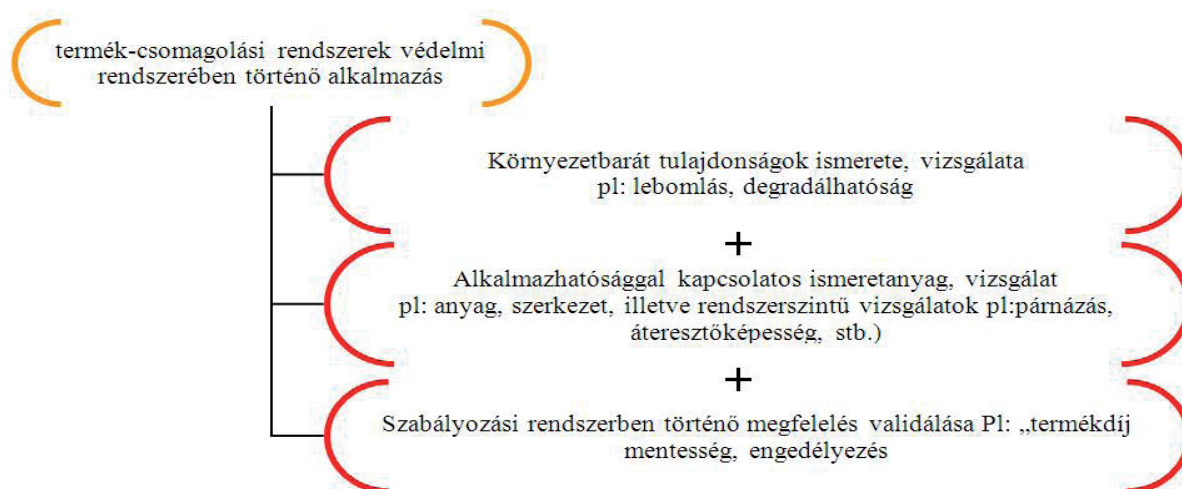 termék-csomagolási rendszerek védelmi
rendszerében történő alkalmazás
Környezetbarát tulajdonságok ismerete, vizsgálata
pl: lebomlás, degradálhatóság
+
Alkalmazhatósággal kapcsolatos ismeretanyag, vizsgálat
pl: anyag, szerkezet, illetve rendszerszintű vizsgálatok pl:párnázás,
áteresztőképesség, stb.)
+
Szabályozási rendszerben történő megfelelés validálása Pl: „termékdíj
mentesség, engedélyezés